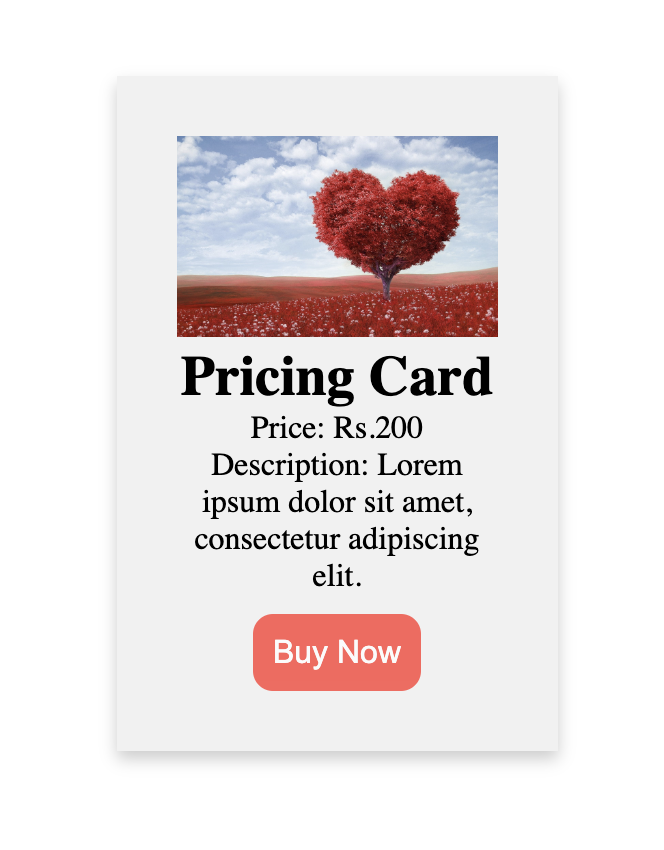 Pricing Card
Price: Rs.200
Description: Lorem
ipsum dolor sit amet,
consectetur adipiscing
elit.
Buy Now